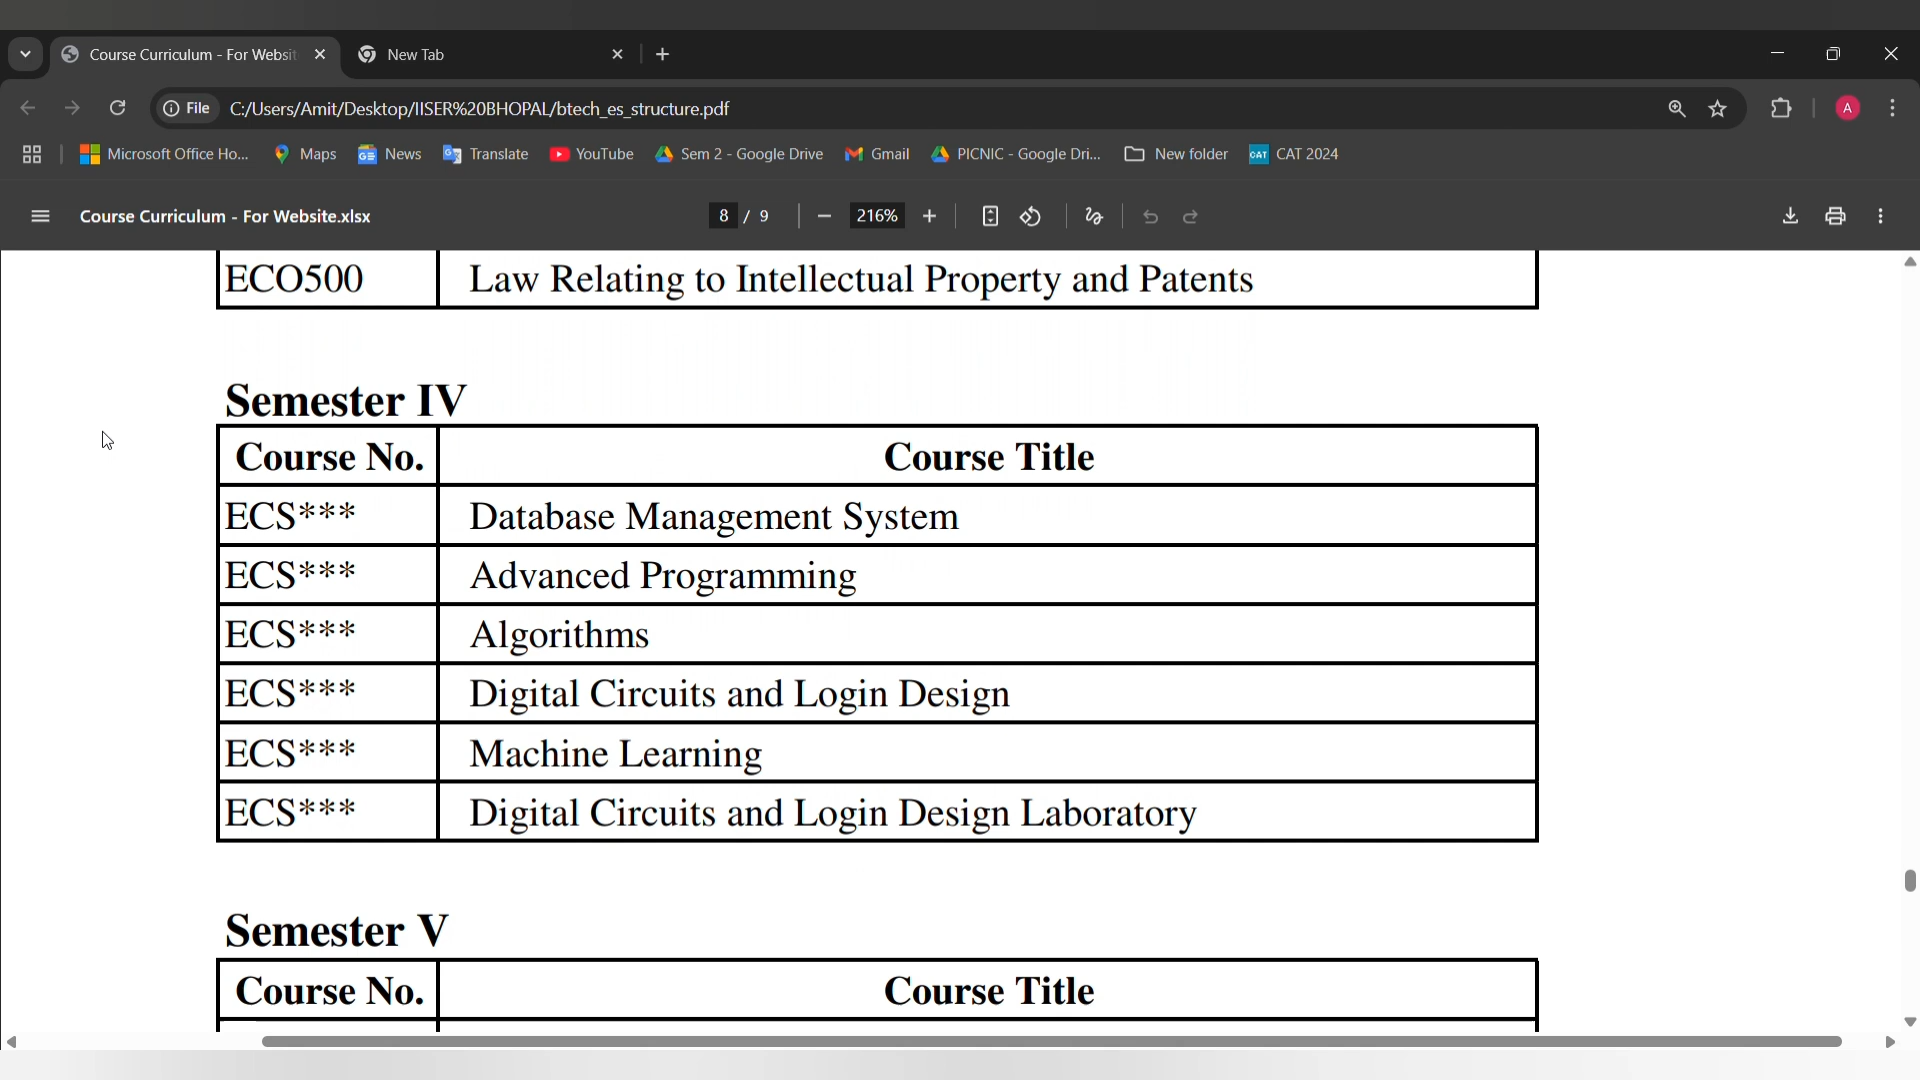 Course Curriculum - For Websit
New Tab
File C:/Users/Amit/Desktop/IISER%20BHOPAL/btech_es_structure.pdf
A
Microsoft Office Ho... Maps News Translate YouTube Sem 2 - Google Drive Gmail PICNIC - Google Dri... New folder CAT CAT 2024
Course Curriculum - For Website.xlsx 8 / 9 216%
ECO500 Law Relating to Intellectual Property and Patents
Semester IV
Course No. Course Title
ECS*** Database Management System
ECS*** Advanced Programming
ECS*** Algorithms
ECS*** Digital Circuits and Login Design
ECS*** Machine Learning
ECS*** Digital Circuits and Login Design Laboratory
Semester V
Course No. Course Title